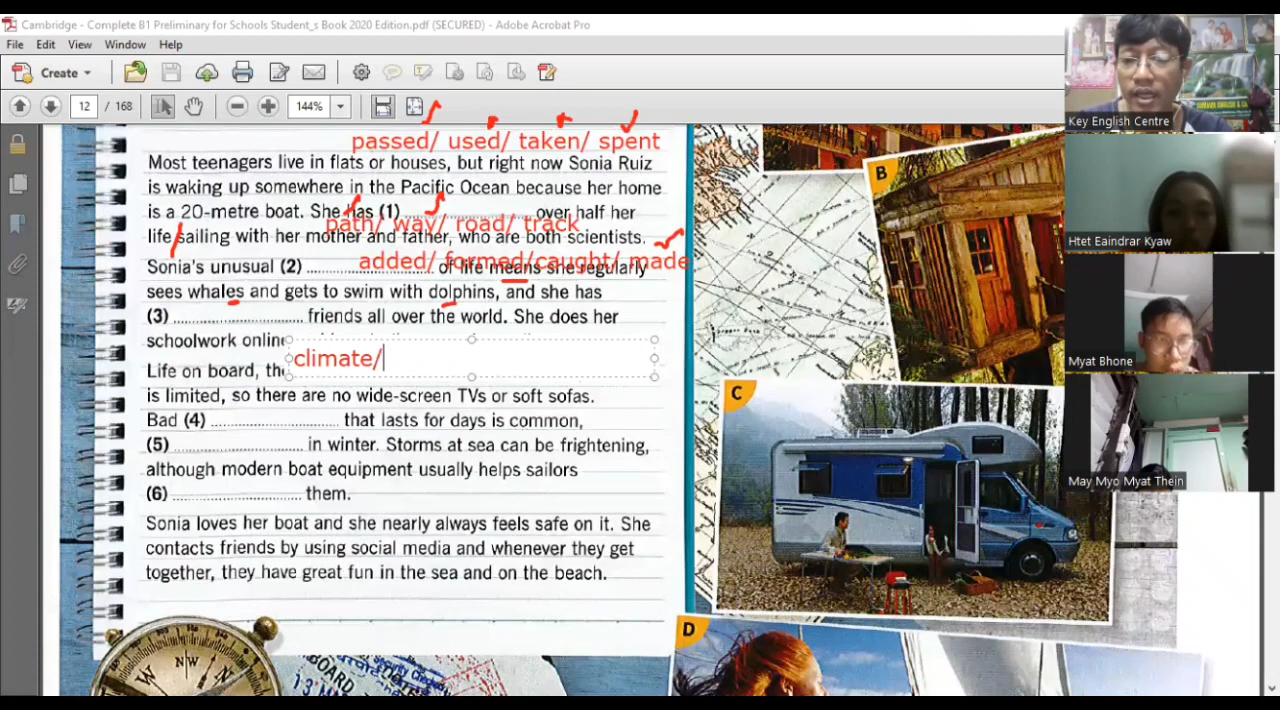 Cambridge - Complete B1 Preliminary for Schools Student_s Book 2020 Edition.pdf (SECURED) - Adobe Acrobat Pro
File Edit View Window Help
Create
12 / 168 144%
Key English Centre
Htet Eaindrar Kyaw
Myat Bhone
May Myo Myat Thein
passed/ used/ taken/ spent
Most teenagers live in flats or houses, but right now Sonia Ruiz
is waking up somewhere in the Pacific Ocean because her home
is a 20-metre boat. She has (1) .............................. over half her
path/ way/ road/ track
life sailing with her mother and father, who are both scientists.
added/ formed/caught/ made
Sonia's unusual (2) .............................. of life means she regularly
sees whales and gets to swim with dolphins, and she has
(3) .............................. friends all over the world. She does her
schoolwork online
climate/
Life on board,
is limited, so there are no wide-screen TVs or soft sofas.
Bad (4) .............................. that lasts for days is common,
(5) .............................. in winter. Storms at sea can be frightening,
although modern boat equipment usually helps sailors
(6) .............................. them.
Sonia loves her boat and she nearly always feels safe on it. She
contacts friends by using social media and whenever they get
together, they have great fun in the sea and on the beach.
B
C
D
N
W
NW
13 M